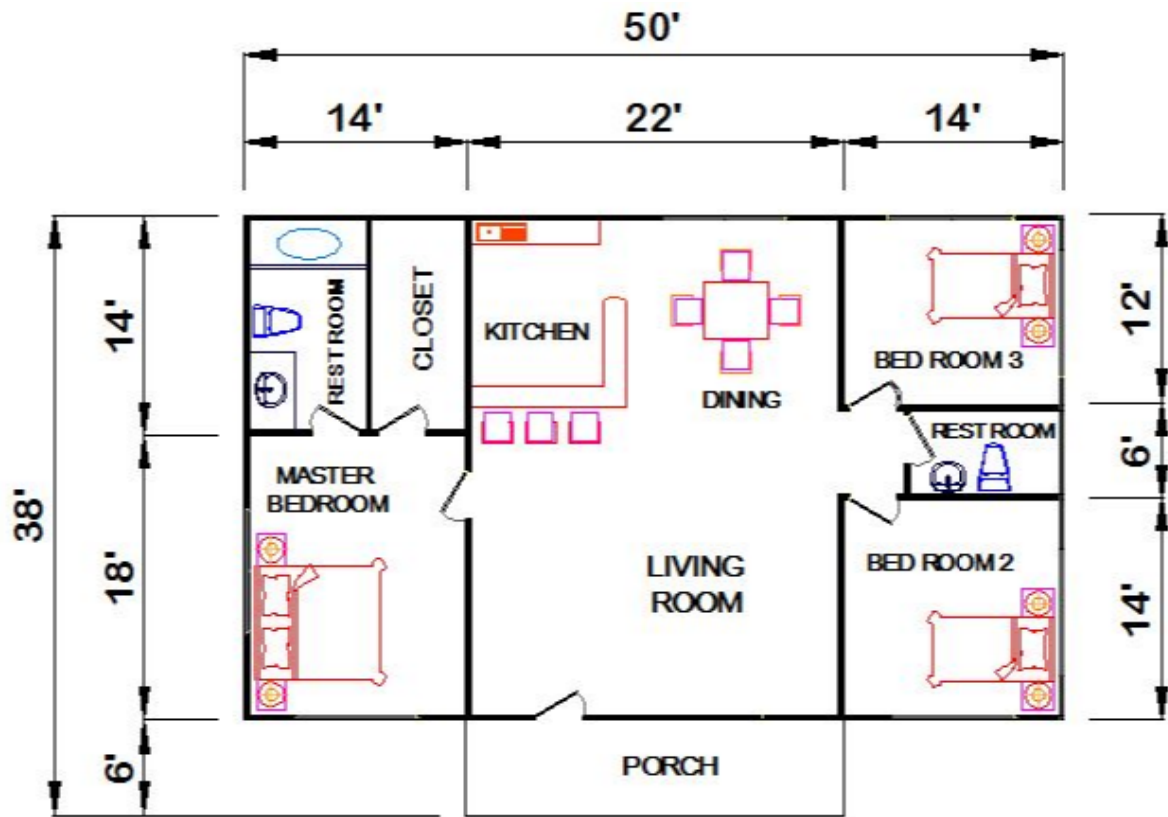 50'
14'
22'
14'
14'
18'
6'
38'
12'
6'
14'
REST ROOM
CLOSET
KITCHEN
DINING
BED ROOM 3
REST ROOM
MASTER
BEDROOM
LIVING
ROOM
BED ROOM 2
PORCH